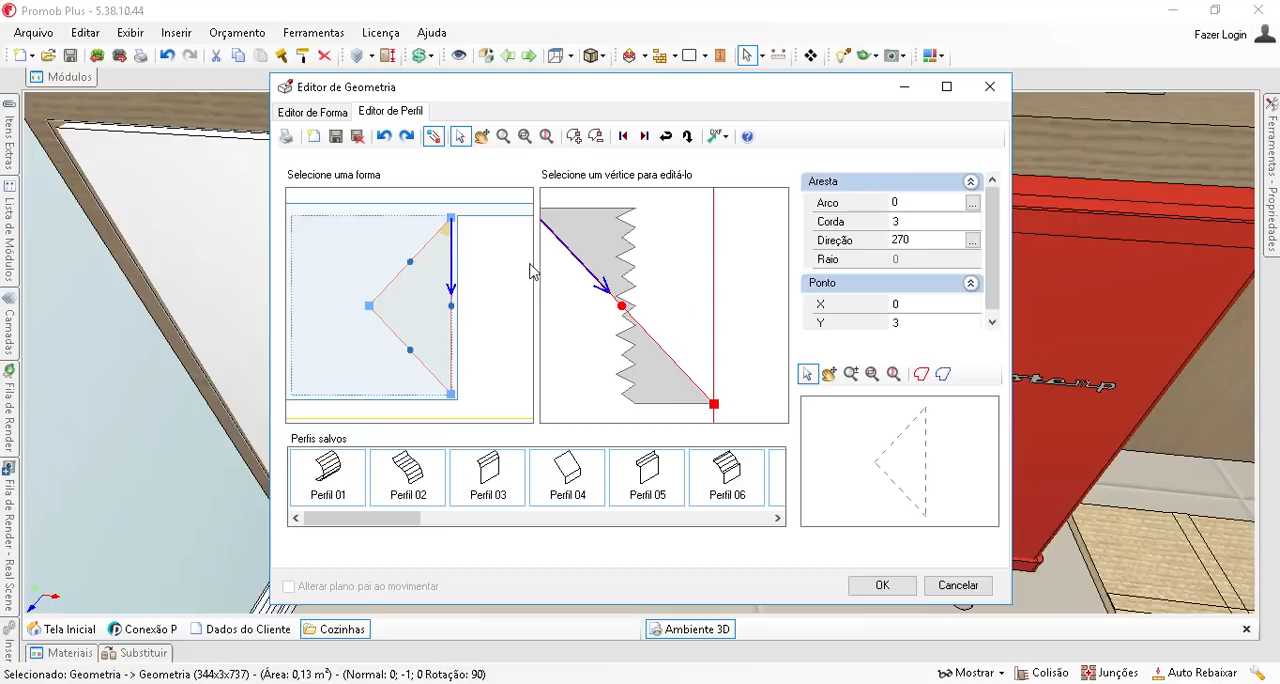 Promob Plus - 5.38.10.44
Arquivo Editar Exibir Inserir Orçamento Ferramentas Licença Ajuda
Fazer Login
Módulos
Editor de Geometria
Editor de Forma Editor de Perfil
DXF
Selecione uma forma
Selecione um vértice para editá-lo
Aresta
Arco 0 ...
Corda 3
Direção 270 ...
Raio 0
Ponto
X 0
Y 3
Perfis salvos
Perfil 01 Perfil 02 Perfil 03 Perfil 04 Perfil 05 Perfil 06
Alterar plano pai ao movimentar
OK Cancelar
Itens Extras
Lista de Módulos
Camadas
Fila de Render
Fila de Render - Real Scene
Inser
Ferramentas - Propriedades
Tela Inicial Conexão P Dados do Cliente Cozinhas Ambiente 3D
Materiais Substituir
Selecionado: Geometria -> Geometria (344x3x737) - (Área: 0,13 m²) - (Normal:0; -1; 0 Rotação: 90)
Mostrar Colisão Junções Auto Rebaixar